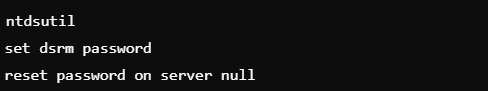 ntdsutil
set dsrm password
reset password on server null